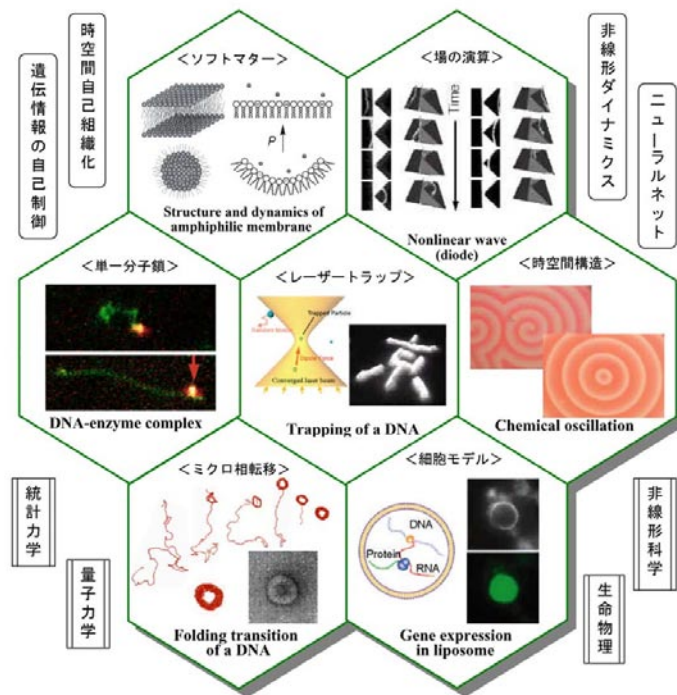 時空間自己組織化
遺伝情報の自己制御
非線形ダイナミクス
ニューラルネット
＜ソフトマター＞
P
Structure and dynamics of
amphiphilic membrane
＜場の演算＞
Time
Nonlinear wave
(diode)
＜単一分子鎖＞
DNA-enzyme complex
＜レーザートラップ＞
Trapped Particle
Converged laser beam
Trapping of a DNA
＜時空間構造＞
Chemical oscillation
＜ミクロ相転移＞
Folding transition
of a DNA
＜細胞モデル＞
DNA
Protein
RNA
Gene expression
in liposome
統計力学
量子力学
非線形科学
生命物理